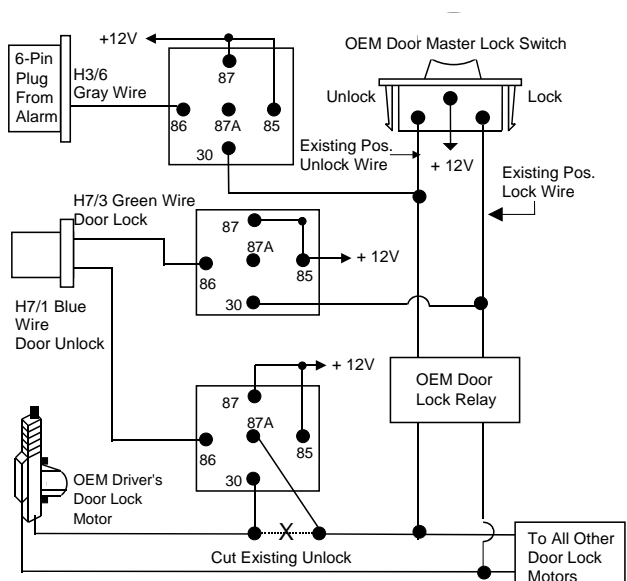 +12V
OEM Door Master Lock Switch
6-Pin
Plug
From
Alarm
H3/6
Gray Wire
87
86
87A
85
30
Unlock
Lock
Existing Pos.
Unlock Wire
+ 12V
Existing Pos.
Lock Wire
H7/3 Green Wire
Door Lock
87
87A
86
85
30
+ 12V
H7/1 Blue
Wire
Door Unlock
+ 12V
87
87A
86
85
30
OEM Door
Lock Relay
OEM Driver's
Door Lock
Motor
X
Cut Existing Unlock
To All Other
Door Lock
Motors